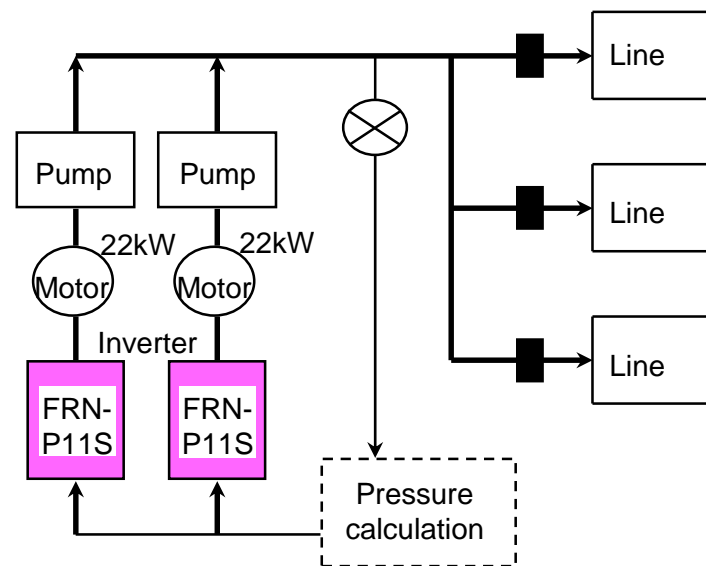 Line
Pump
Pump
Line
22kW
22kW
Motor
Motor
Inverter
Line
FRN-
P11S
FRN-
P11S
Pressure
calculation